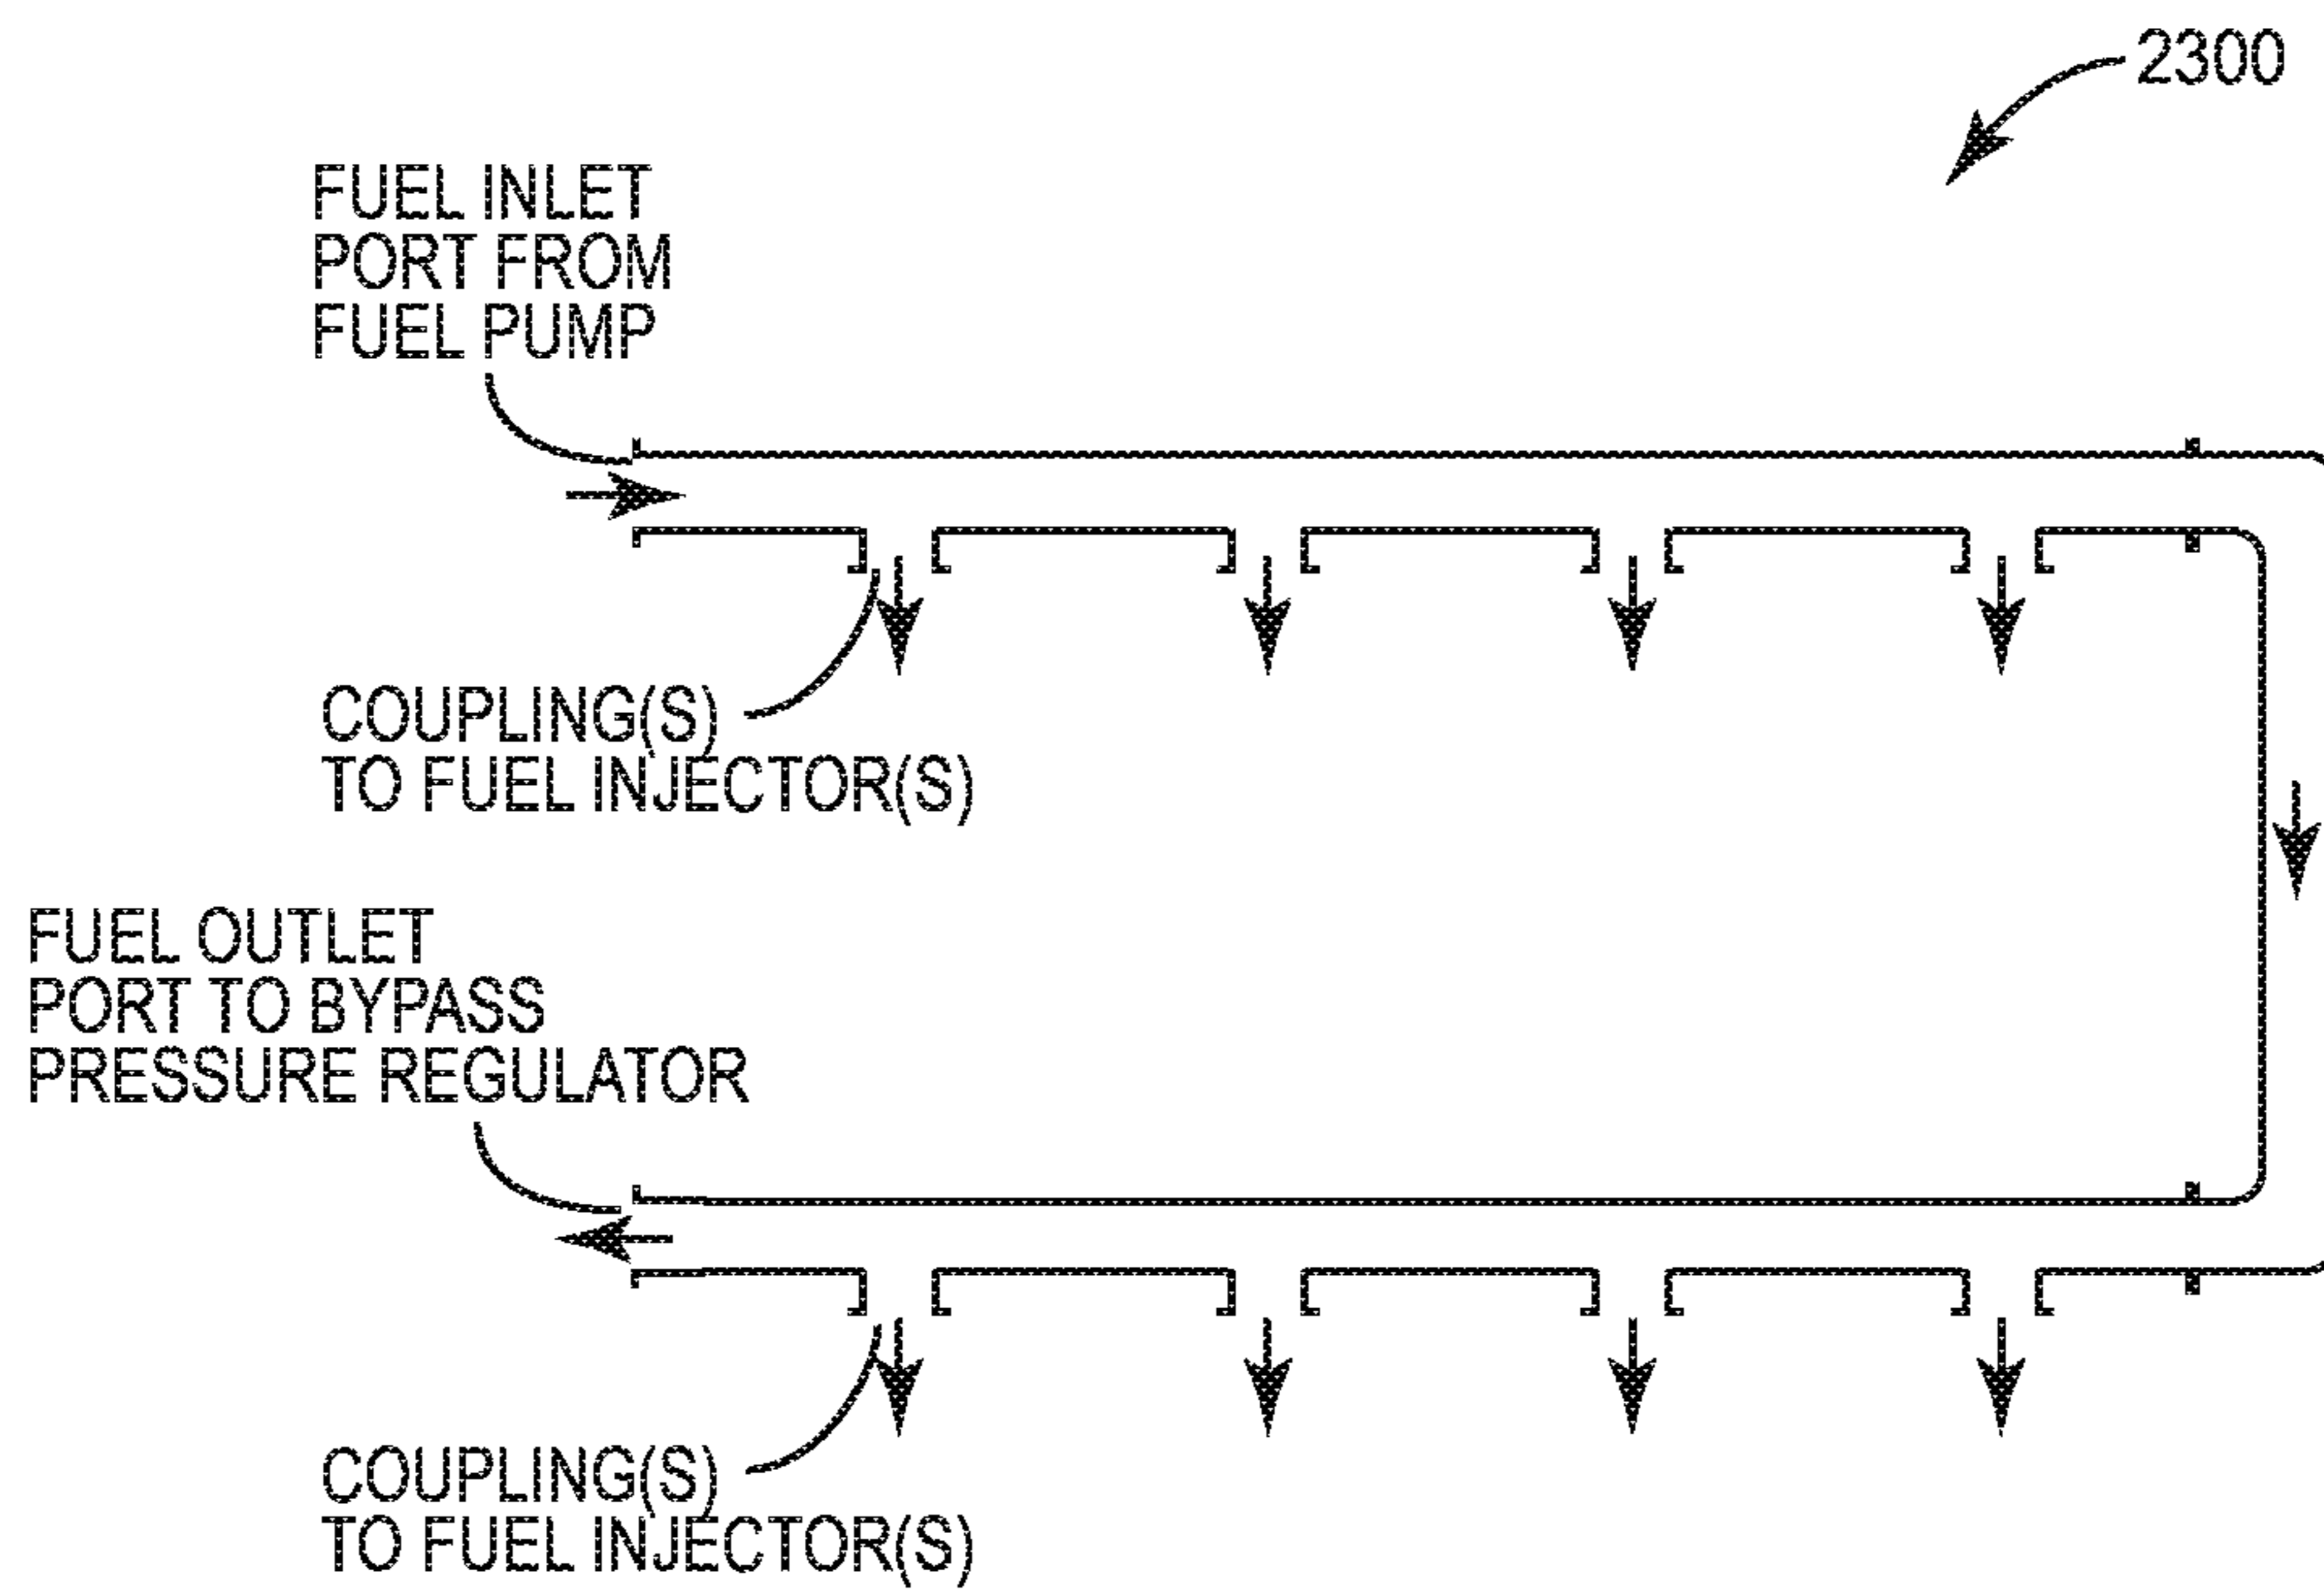 2300
FUEL INLET
PORT FROM
FUEL PUMP
COUPLING(S)
TO FUEL INJECTOR(S)
FUEL OUTLET
PORT TO BYPASS
PRESSURE REGULATOR
COUPLING(S)
TO FUEL INJECTOR(S)